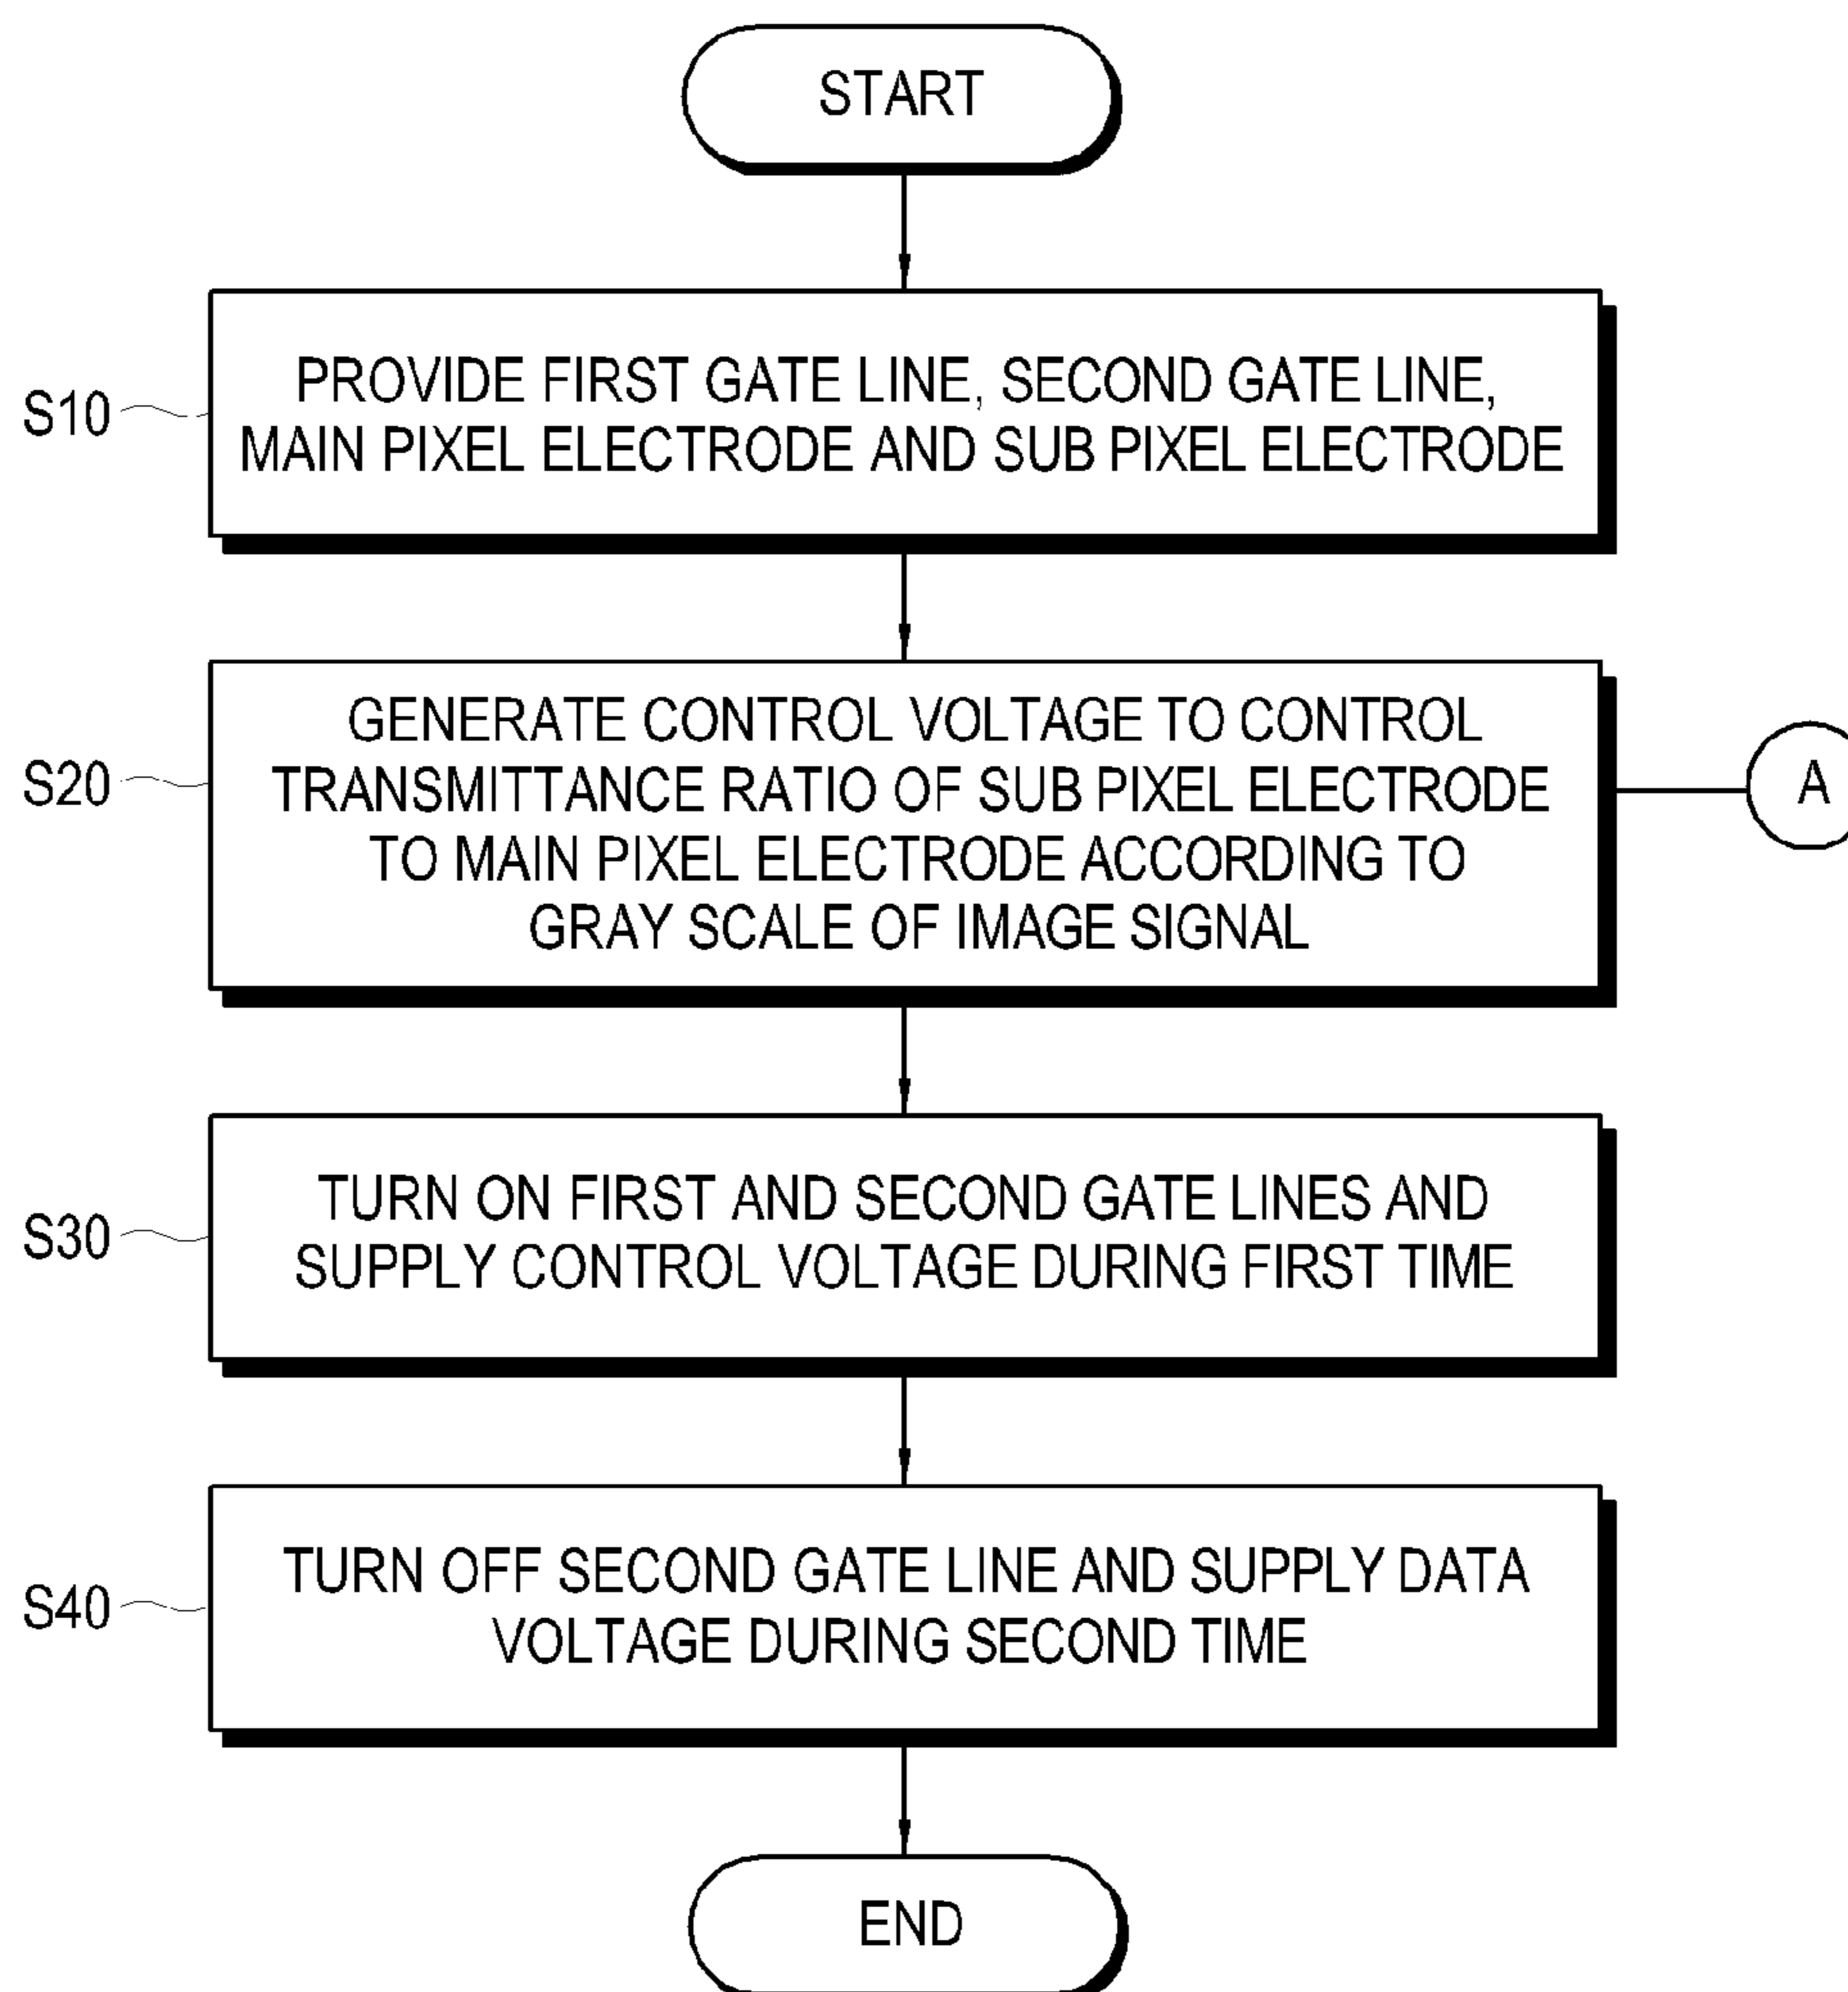 START
S10
PROVIDE FIRST GATE LINE, SECOND GATE LINE,
MAIN PIXEL ELECTRODE AND SUB PIXEL ELECTRODE
S20
GENERATE CONTROL VOLTAGE TO CONTROL
TRANSMITTANCE RATIO OF SUB PIXEL ELECTRODE
TO MAIN PIXEL ELECTRODE ACCORDING TO
GRAY SCALE OF IMAGE SIGNAL
A
S30
TURN ON FIRST AND SECOND GATE LINES AND
SUPPLY CONTROL VOLTAGE DURING FIRST TIME
S40
TURN OFF SECOND GATE LINE AND SUPPLY DATA
VOLTAGE DURING SECOND TIME
END